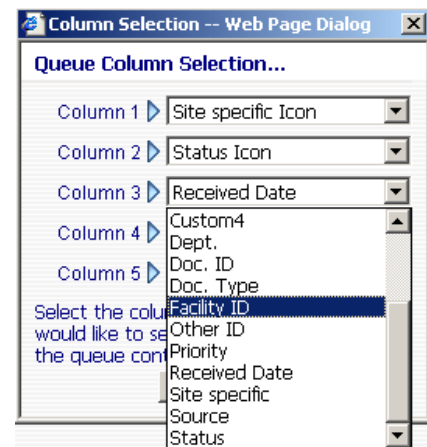 Column Selection -- Web Page Dialog
Queue Column Selection...
Column 1 Site specific Icon
Column 2 Status Icon
Column 3 Received Date
Column 4
Column 5
Custom4
Dept.
Doc. ID
Doc. Type
Facility ID
Other ID
Priority
Received Date
Site specific
Source
Status
Select the colu
would like to se
the queue cont